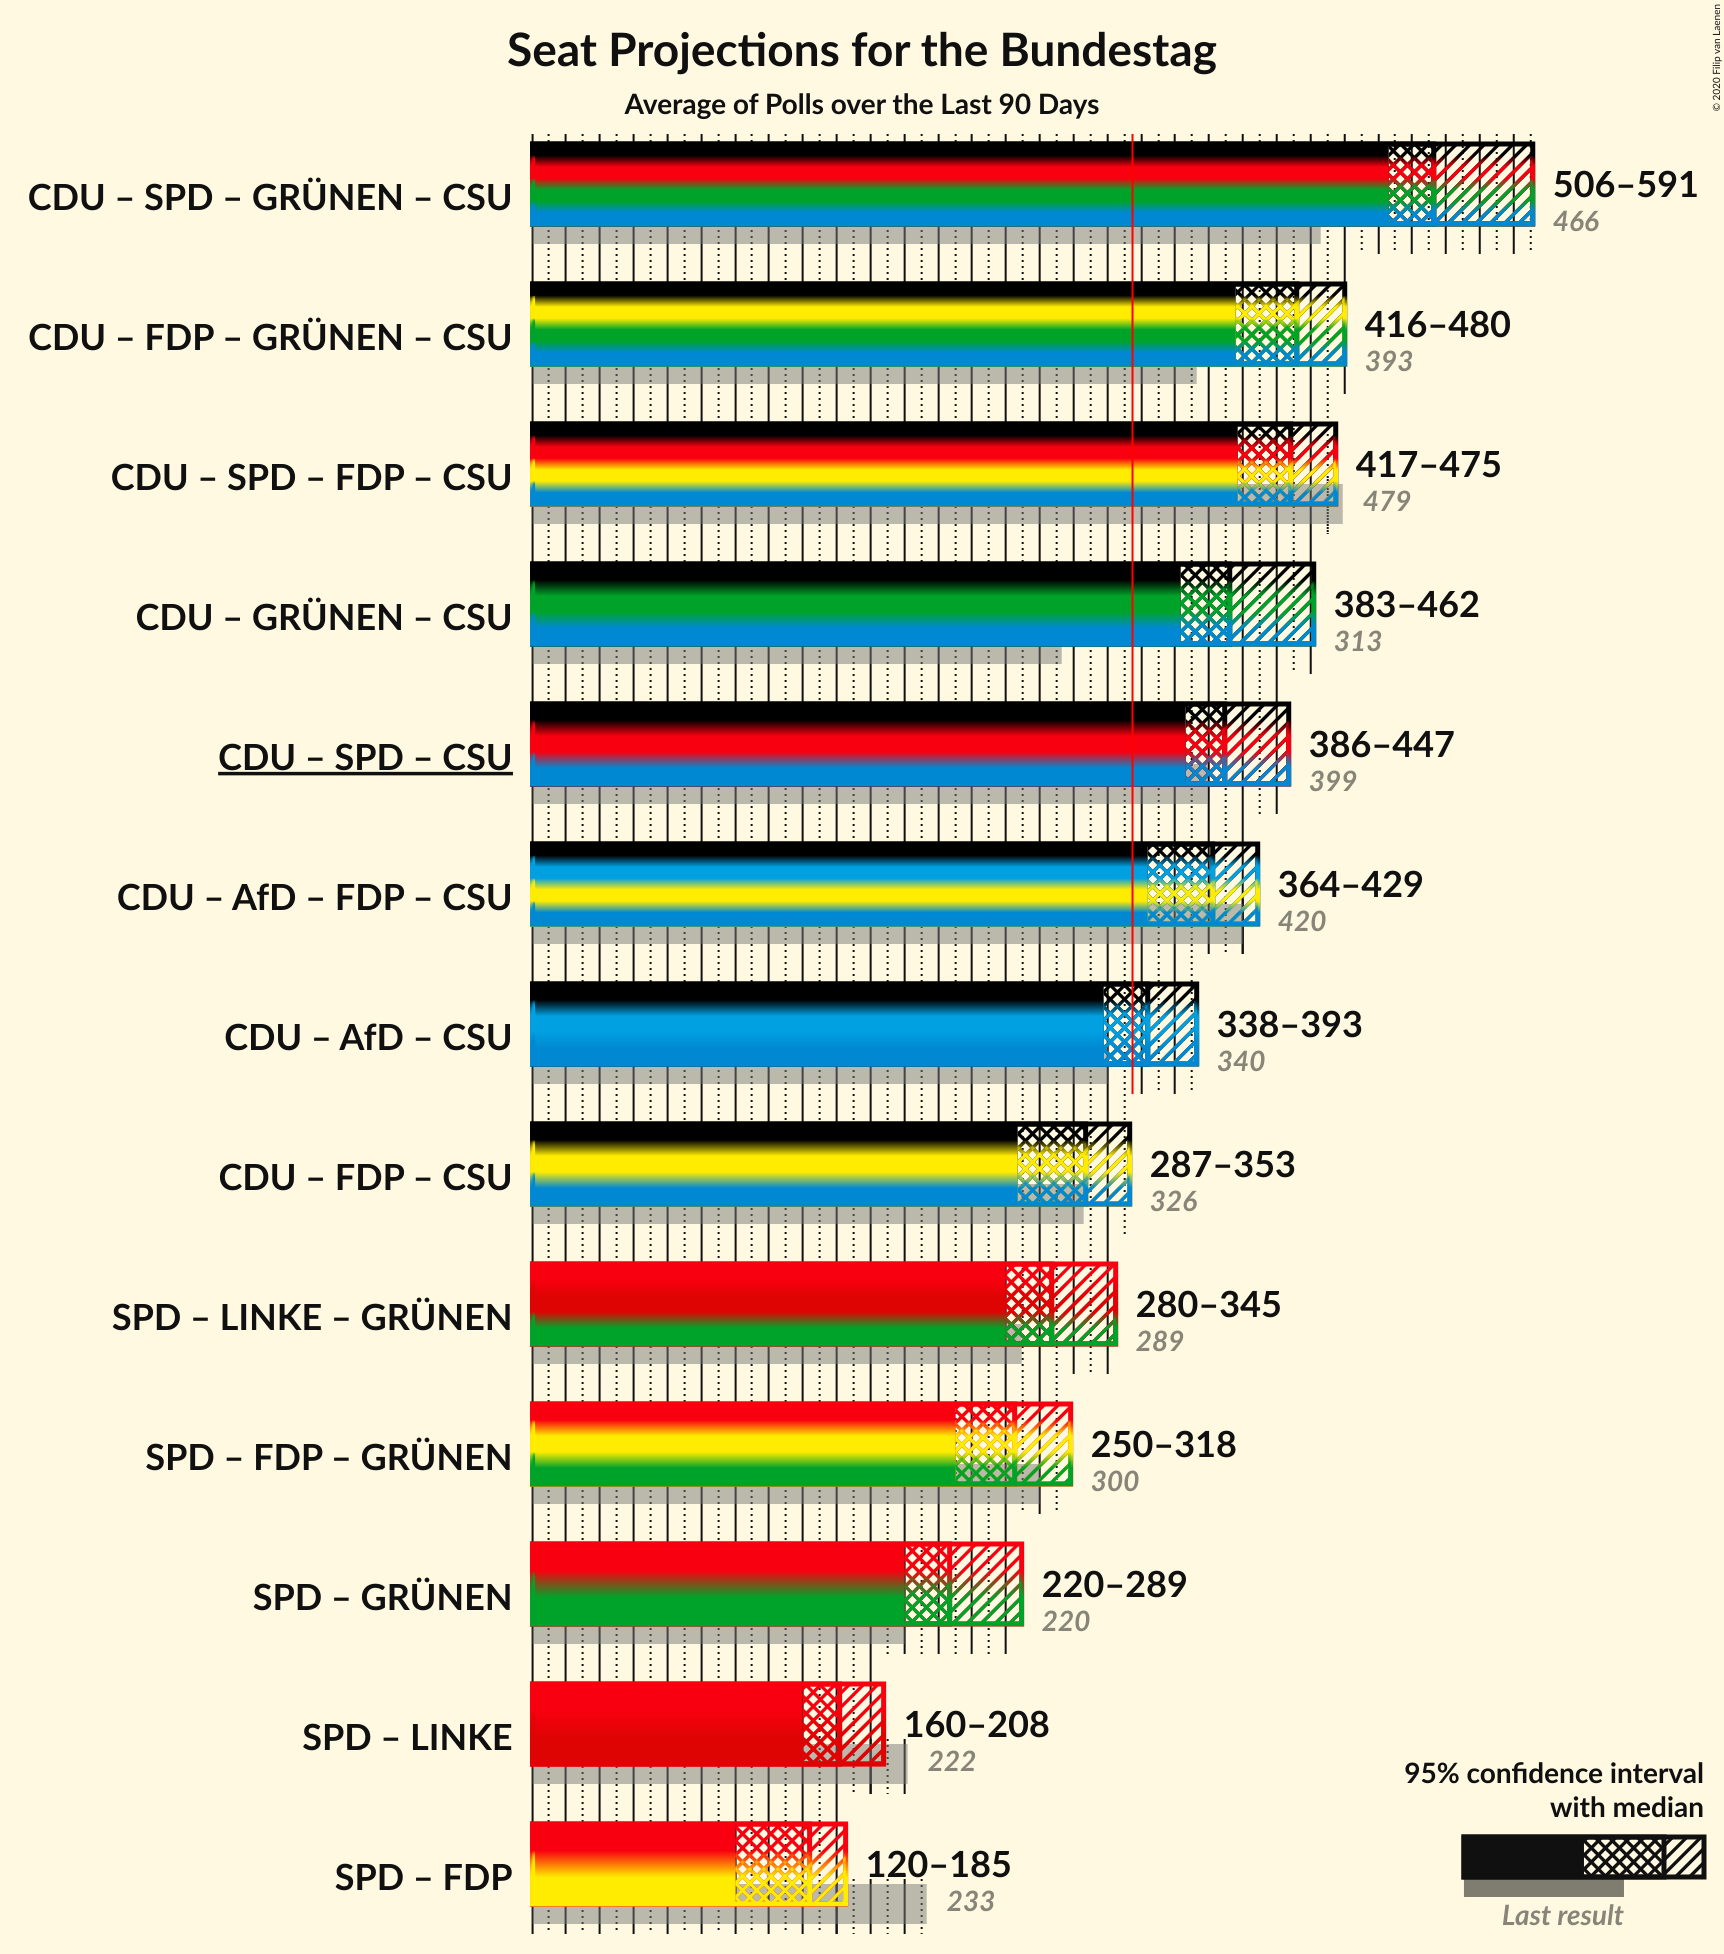 Seat Projections for the Bundestag
Average of Polls over the Last 90 Days
© 2020 Filip van Laenen
CDU – SPD – GRÜNEN – CSU
506–591
466
CDU – FDP – GRÜNEN – CSU
416–480
393
CDU – SPD – FDP – CSU
417–475
479
CDU – GRÜNEN – CSU
383–462
313
CDU – SPD – CSU
386–447
399
CDU – AfD – FDP – CSU
364–429
420
CDU – AfD – CSU
338–393
340
CDU – FDP – CSU
287–353
326
SPD – LINKE – GRÜNEN
280–345
289
SPD – FDP – GRÜNEN
250–318
300
SPD – GRÜNEN
220–289
220
SPD – LINKE
160–208
222
SPD – FDP
120–185
233
95% confidence interval
with median
Last result